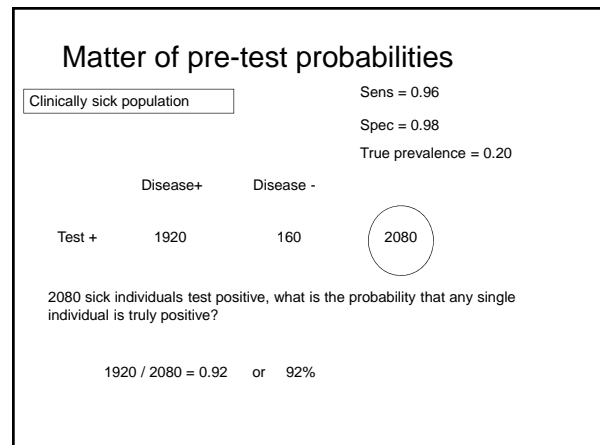 Matter of pre-test probabilities
Clinically sick population
Sens = 0.96
Spec = 0.98
True prevalence = 0.20
Disease+ Disease -
Test + 1920 160 2080
2080 sick individuals test positive, what is the probability that any single
individual is truly positive?
1920 / 2080 = 0.92 or 92%